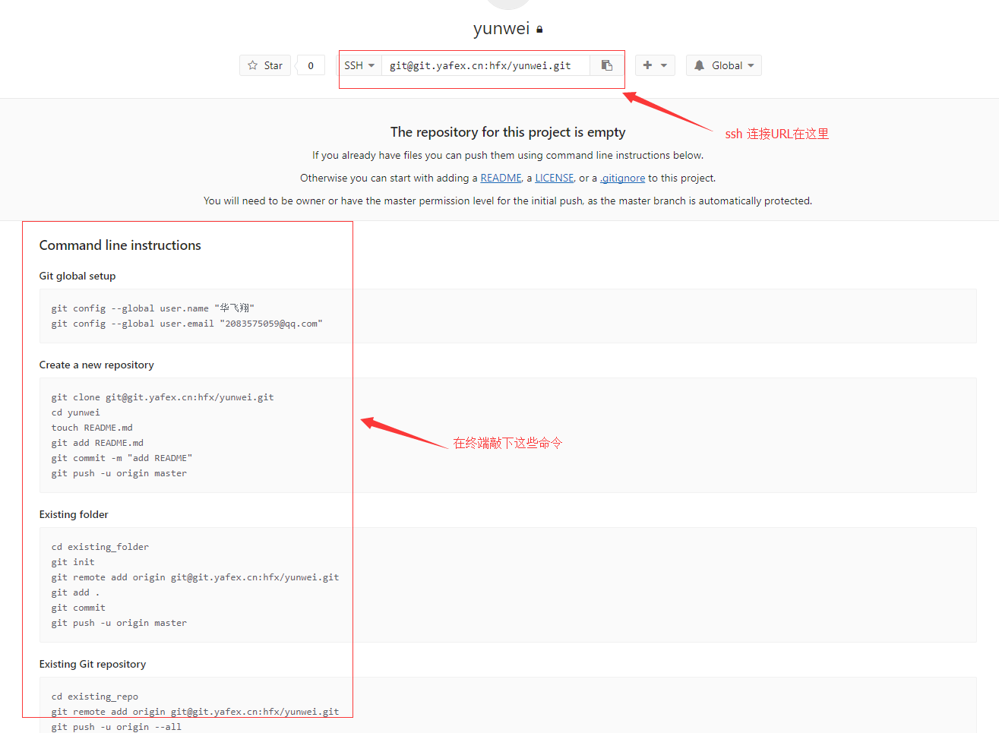 yunwei
Star 0 SSH git@git.yafex.cn:hfx/yunwei.git Global
The repository for this project is empty
ssh 连接URL在这里
If you already have files you can push them using command line instructions below.
Otherwise you can start with adding a README, a LICENSE, or a .gitignore to this project.
You will need to be owner or have the master permission level for the initial push, as the master branch is automatically protected.
Command line instructions
Git global setup
git config --global user.name "华飞翔"
git config --global user.email "2083575059@qq.com"
Create a new repository
git clone git@git.yafex.cn:hfx/yunwei.git
cd yunwei
touch README.md
git add README.md
git commit -m "add README"
git push -u origin master
在终端敲下这些命令
Existing folder
cd existing_folder
git init
git remote add origin git@git.yafex.cn:hfx/yunwei.git
git add .
git commit
git push -u origin master
Existing Git repository
cd existing_repo
git remote add origin git@git.yafex.cn:hfx/yunwei.git
git push -u origin --all